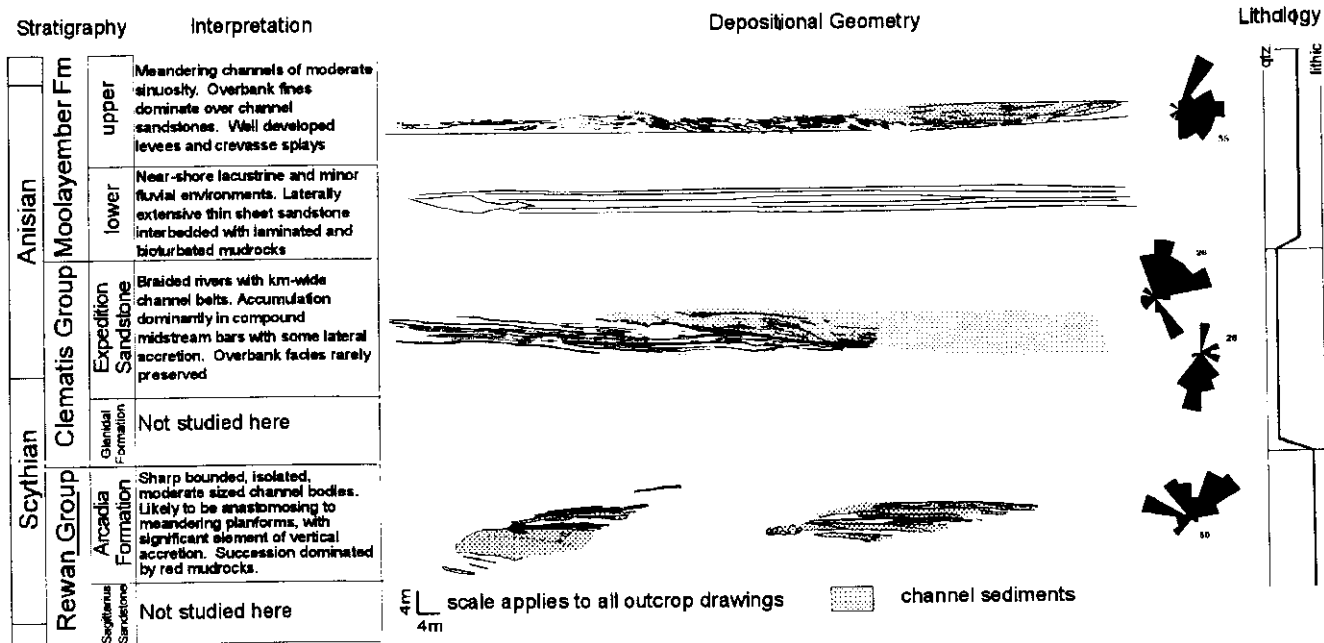 Stratigraphy
Interpretation
Depositional Geometry
Lithology
qtz
lithic
Anisian
Scythian
Moolayember Fm
Clematis Group
Rewan Group
upper
Meandering channels of moderate
sinuosity. Overbank fines
dominate over channel
sandstones. Well developed
levees and crevasse splays
lower
Near-shore lacustrine and minor
fluvial environments. Laterally
extensive thin sheet sandstone
interbedded with laminated and
bioturbated mudrocks
Expedition
Sandstone
Braided rivers with km-wide
channel belts. Accumulation
dominantly in compound
midstream bars with some lateral
accretion. Overbank facies rarely
preserved
Glenidal
Formation
Not studied here
Arcadia
Formation
Sharp bounded, isolated,
moderate sized channel bodies.
Likely to be anastomosing to
meandering planforms, with
significant element of vertical
accretion. Succession dominated
by red mudrocks.
Sagittarius
Sandstone
Not studied here
26
26
4m
4m
scale applies to all outcrop drawings
channel sediments